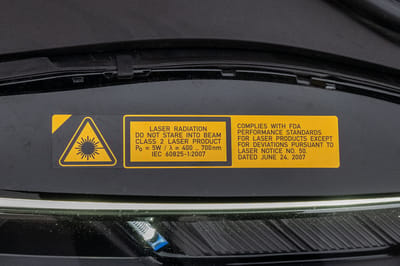 LASER RADIATION
DO NOT STARE INTO BEAM
CLASS 2 LASER PRODUCT
P₀ = 5W / λ = 400 .. 700nm
IEC 60825-1:2007
COMPLIES WITH FDA
PERFORMANCE STANDARDS
FOR LASER PRODUCTS EXCEPT
FOR DEVIATIONS PURSUANT TO
LASER NOTICE NO. 50,
DATED JUNE 24, 2007